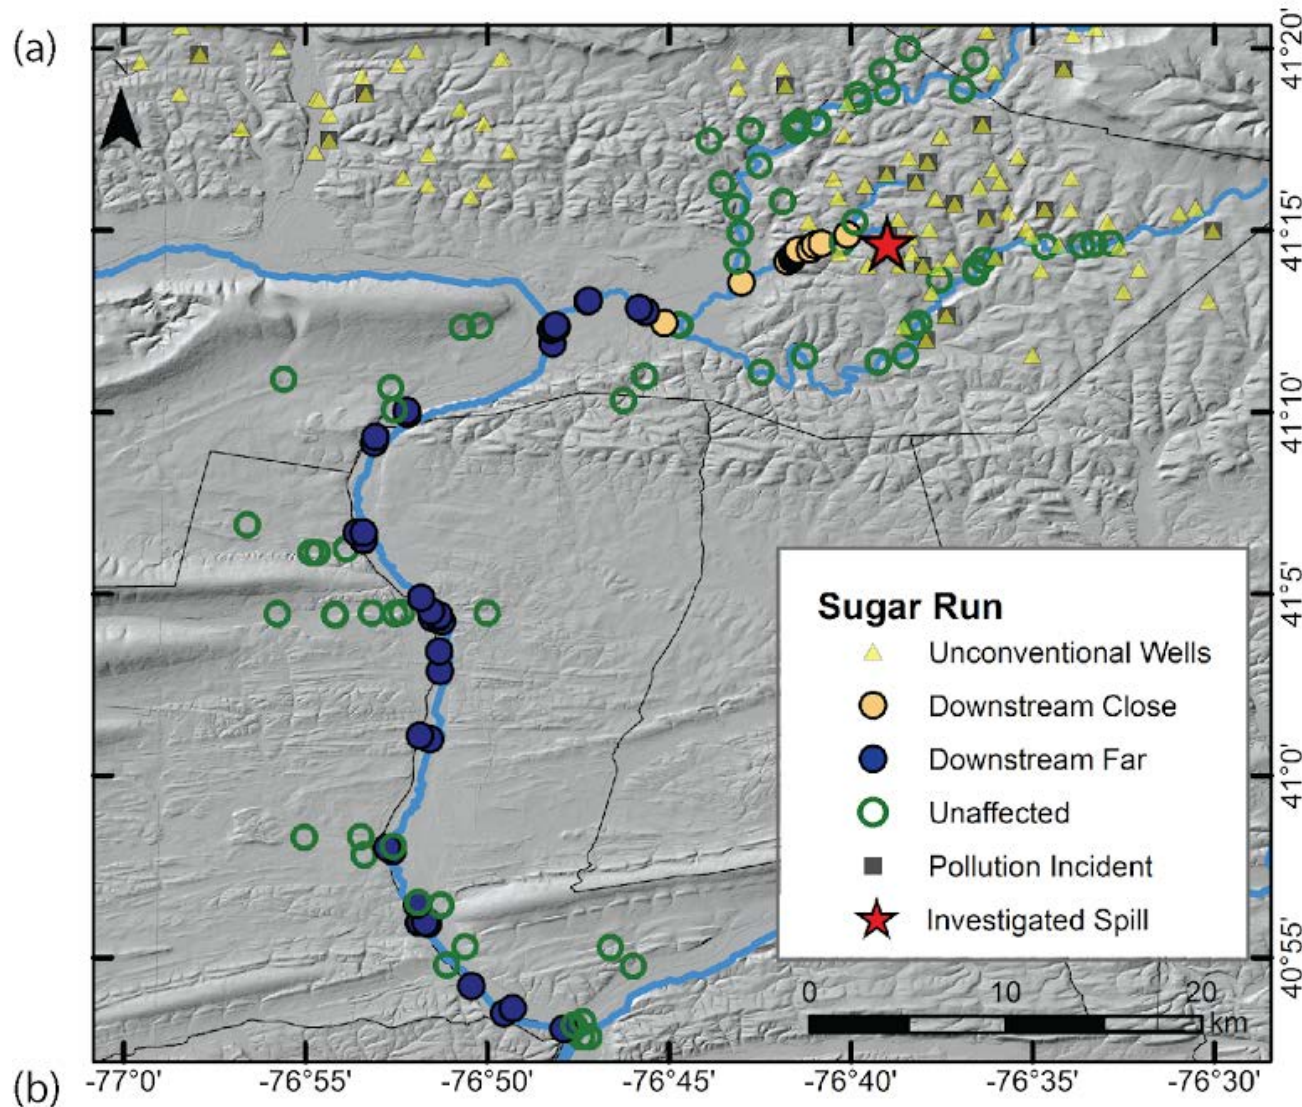 (a)
N
41°20'
41°15'
41°10'
41°5'
41°0'
40°55'
Sugar Run
Unconventional Wells
Downstream Close
Downstream Far
Unaffected
Pollution Incident
Investigated Spill
0 10 20
km
(b)
-77°0' -76°55' -76°50' -76°45' -76°40' -76°35' -76°30'